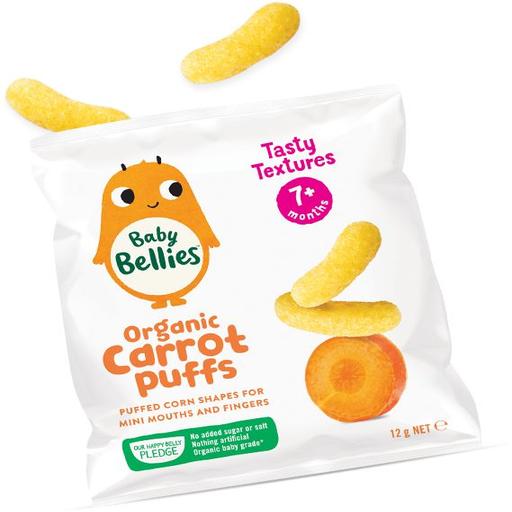 Tasty
Textures
7+
months
Baby
Bellies™
Organic
Carrot
Puffs
PUFFED CORN SHAPES FOR
MINI MOUTHS AND FINGERS
OUR HAPPY BELLY
PLEDGE
No added sugar or salt
Nothing artificial
Organic baby grade*
12 g NET ℮